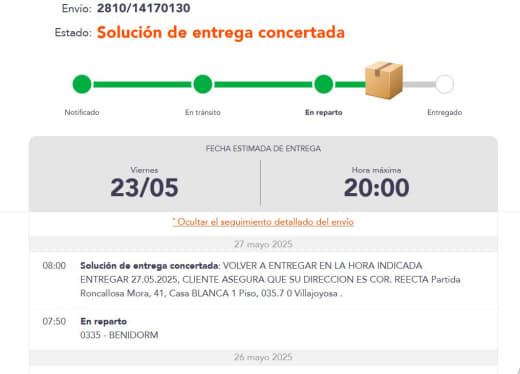 Envío: 2810/14170130
Estado: Solución de entrega concertada
Notificado En tránsito En reparto Entregado
FECHA ESTIMADA DE ENTREGA
Viernes Hora máxima
23/05 20:00
* Ocultar el seguimiento detallado del envío
27 mayo 2025
08:00 Solución de entrega concertada: VOLVER A ENTREGAR EN LA HORA INDICADA
ENTREGAR 27.05.2025, CLIENTE ASEGURA QUE SU DIRECCION ES COR. REECTA Partida
Roncallosa Mora, 41, Casa BLANCA 1 Piso, 035.7 0 Villajoyosa .
07:50 En reparto
0335 - BENIDORM
26 mayo 2025